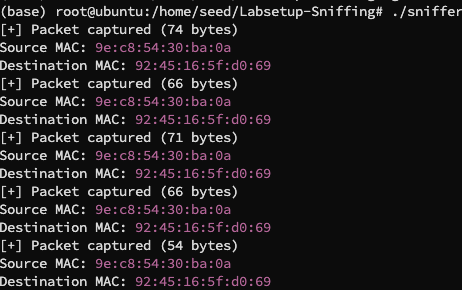 (base) root@ubuntu:/home/seed/Labsetup-Sniffing# ./sniffer
[+] Packet captured (74 bytes)
Source MAC: 9e:c8:54:30:ba:0a
Destination MAC: 92:45:16:5f:d0:69
[+] Packet captured (66 bytes)
Source MAC: 9e:c8:54:30:ba:0a
Destination MAC: 92:45:16:5f:d0:69
[+] Packet captured (71 bytes)
Source MAC: 9e:c8:54:30:ba:0a
Destination MAC: 92:45:16:5f:d0:69
[+] Packet captured (66 bytes)
Source MAC: 9e:c8:54:30:ba:0a
Destination MAC: 92:45:16:5f:d0:69
[+] Packet captured (54 bytes)
Source MAC: 9e:c8:54:30:ba:0a
Destination MAC: 92:45:16:5f:d0:69